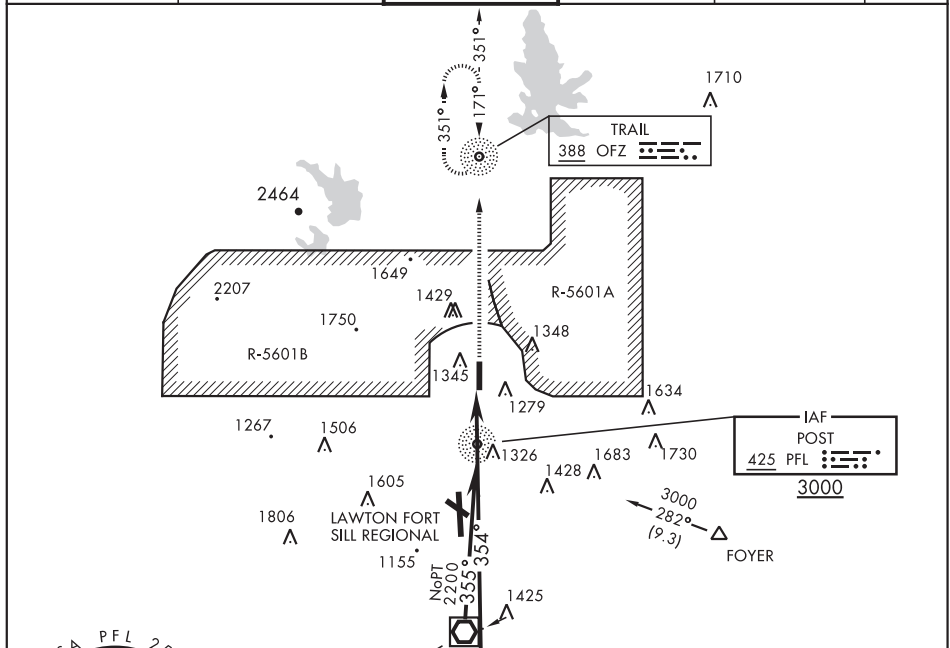 351°
351°
171°
1710
TRAIL
388 OFZ
2464
1649
2207
1429
R-5601A
1750
1348
R-5601B
1345
1279
1634
IAF
POST
425 PFL
3000
1267
1506
1326
1730
1683
1428
1605
3000
282°
(9.3)
1806
LAWTON FORT
SILL REGIONAL
FOYER
1155
NoPT
2200
355°
354°
1425
PFL 2